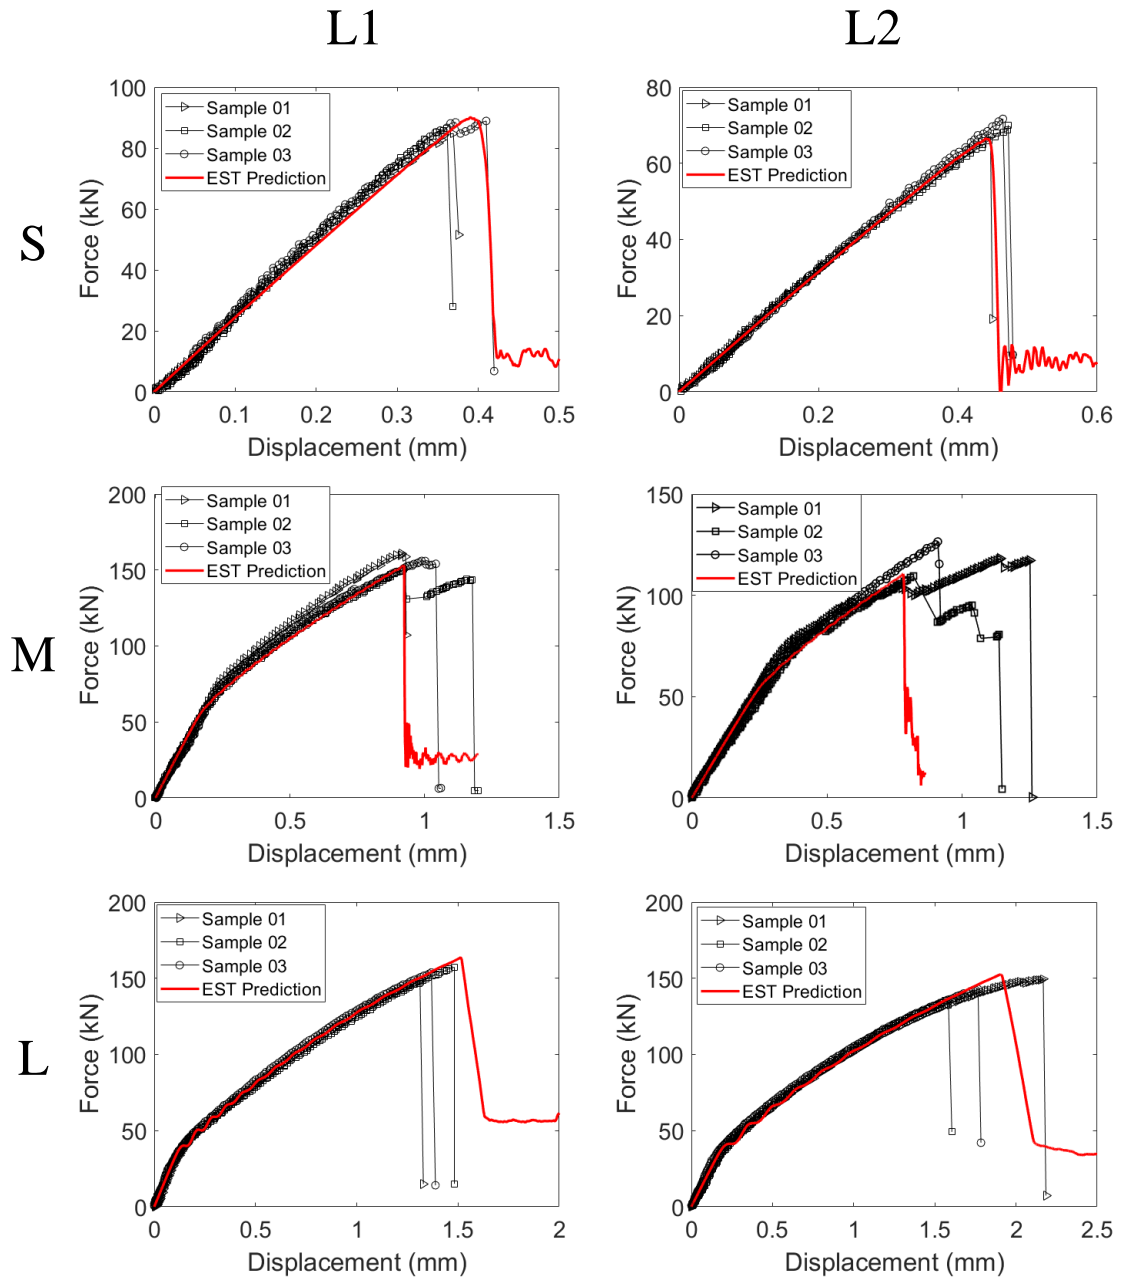 L1
L2
S
100
80
60
40
20
0
Force (kN)
Sample 01
Sample 02
Sample 03
EST Prediction
0
0.1
0.2
0.3
0.4
0.5
Displacement (mm)
80
60
40
20
0
Force (kN)
Sample 01
Sample 02
Sample 03
EST Prediction
0
0.2
0.4
0.6
Displacement (mm)
M
200
150
100
50
0
Force (kN)
Sample 01
Sample 02
Sample 03
EST Prediction
0
0.5
1
1.5
Displacement (mm)
150
100
50
0
Force (kN)
Sample 01
Sample 02
Sample 03
EST Prediction
0
0.5
1
1.5
Displacement (mm)
L
200
150
100
50
0
Force (kN)
Sample 01
Sample 02
Sample 03
EST Prediction
0
0.5
1
1.5
2
Displacement (mm)
200
150
100
50
0
Force (kN)
Sample 01
Sample 02
Sample 03
EST Prediction
0
0.5
1
1.5
2
2.5
Displacement (mm)